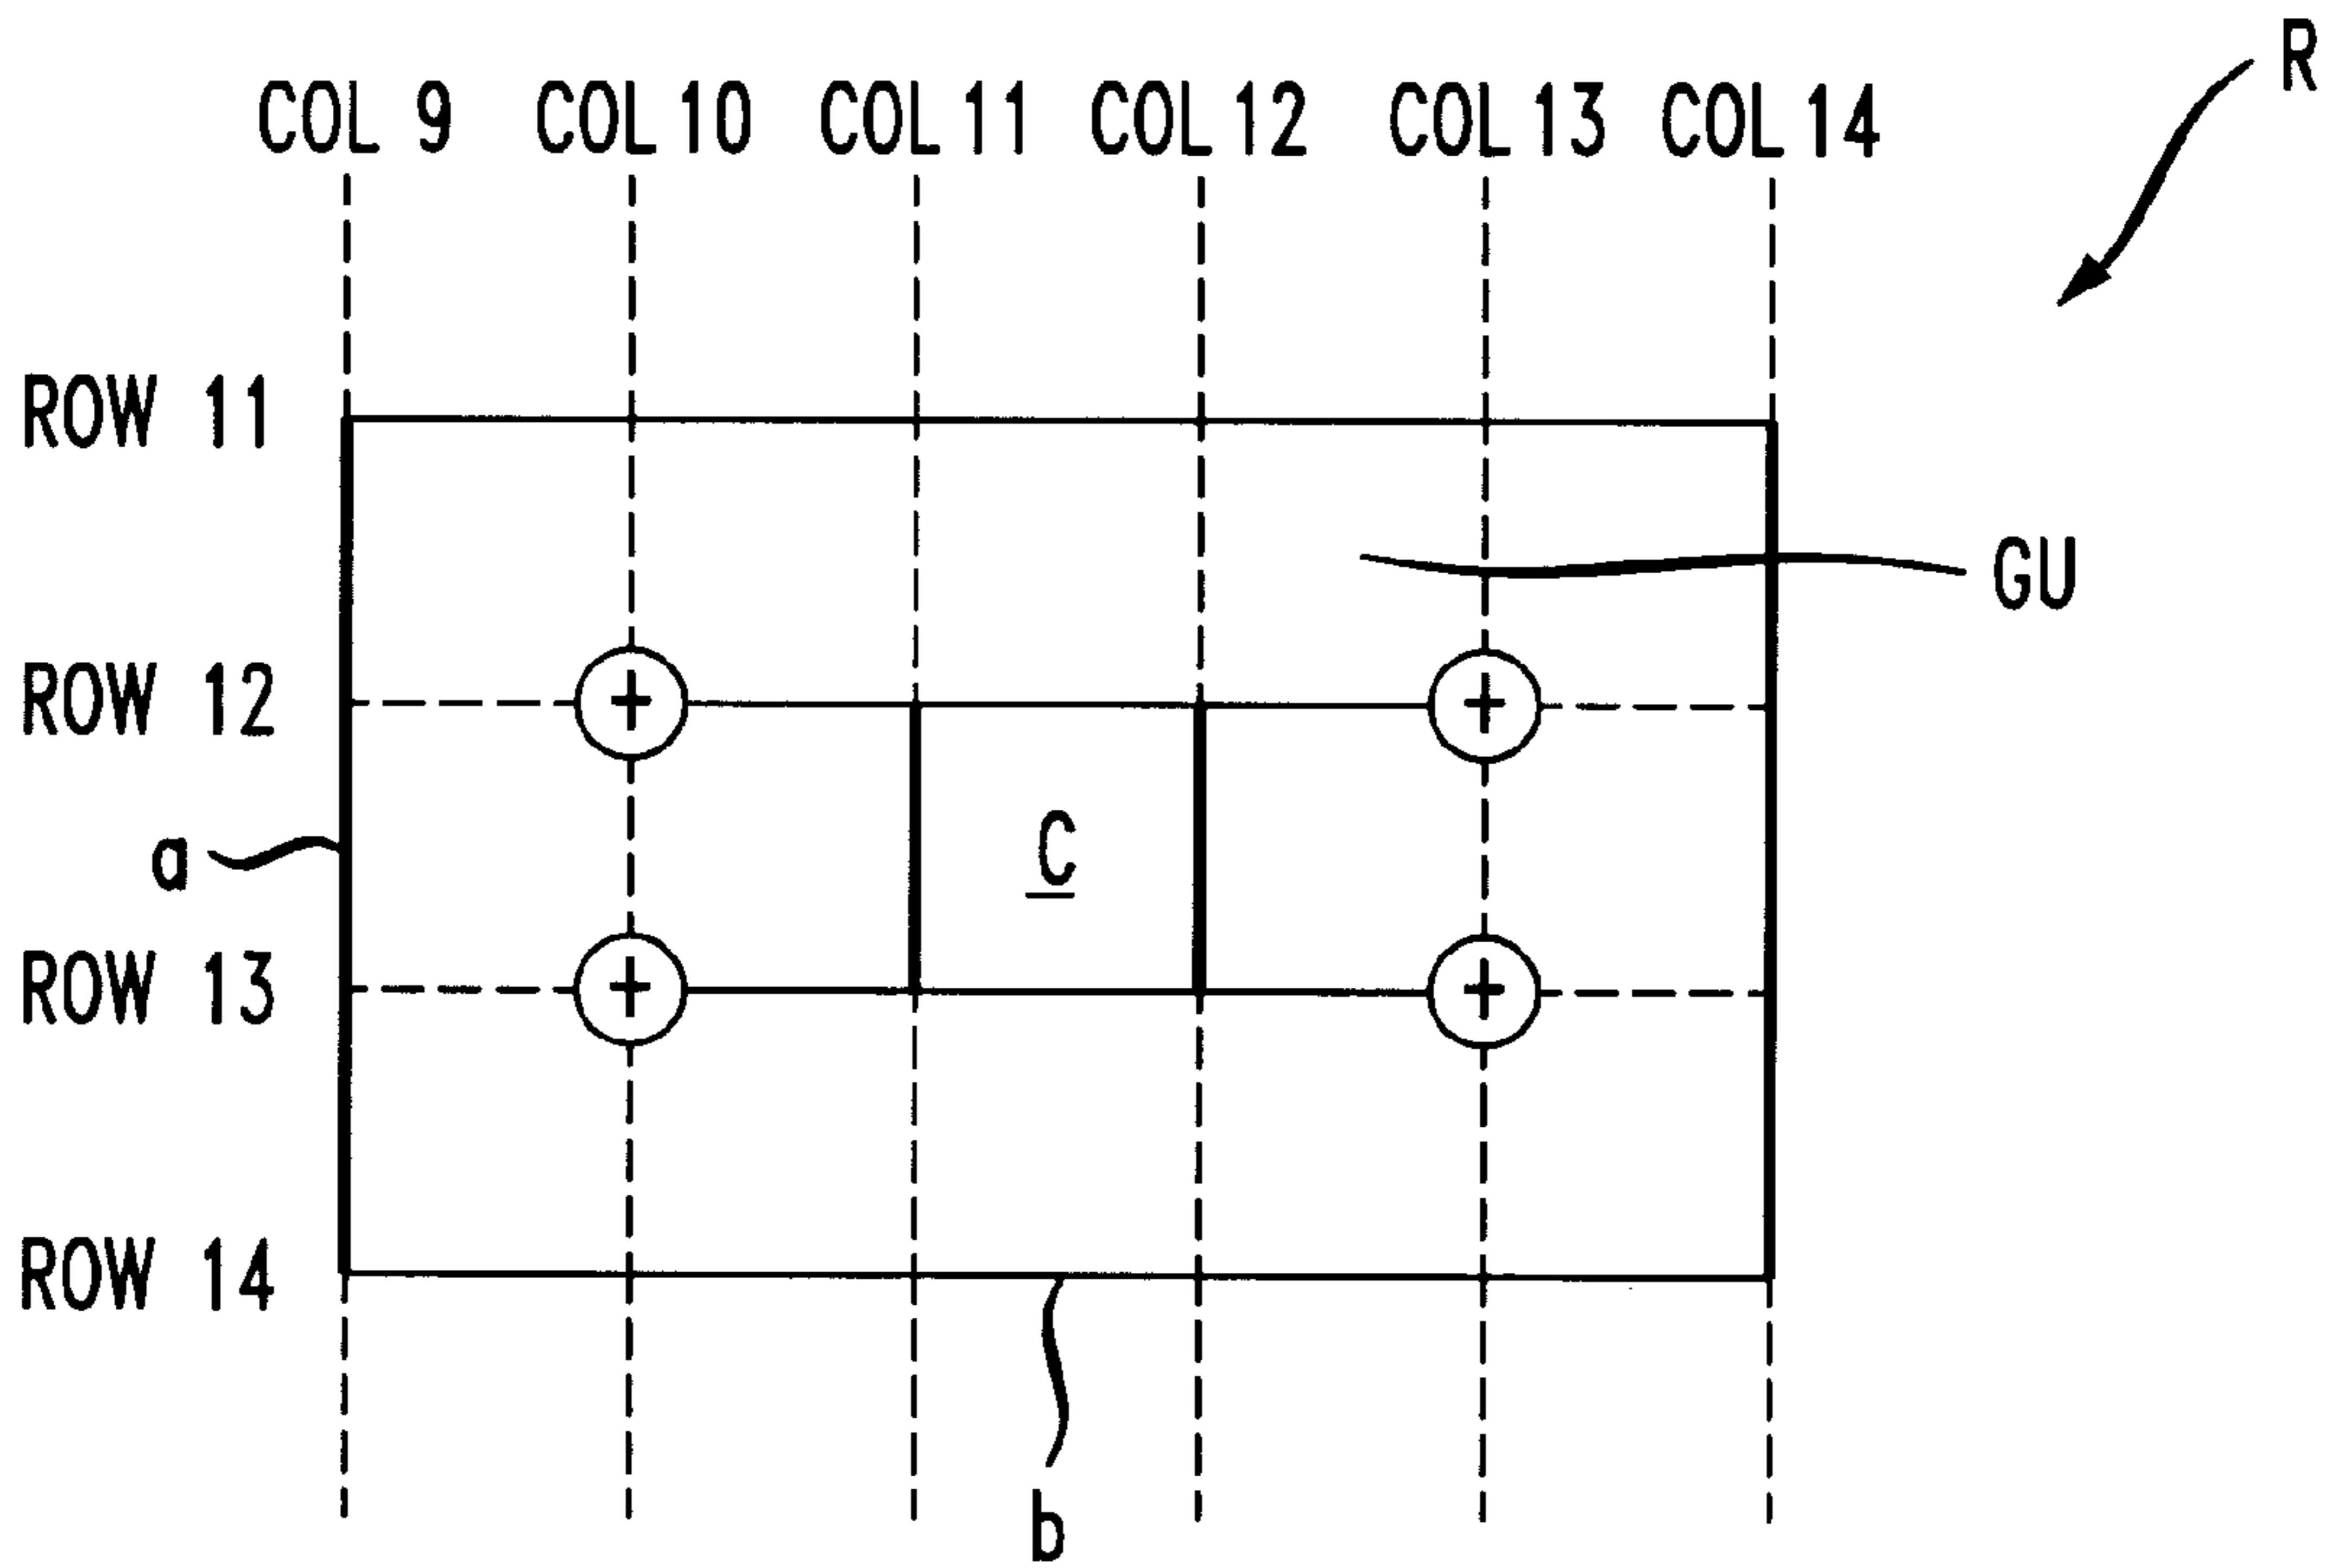 R
COL 9 COL 10 COL 11 COL 12 COL 13 COL 14
ROW 11
GU
ROW 12
+ +
C
a
ROW 13
+ +
ROW 14
b